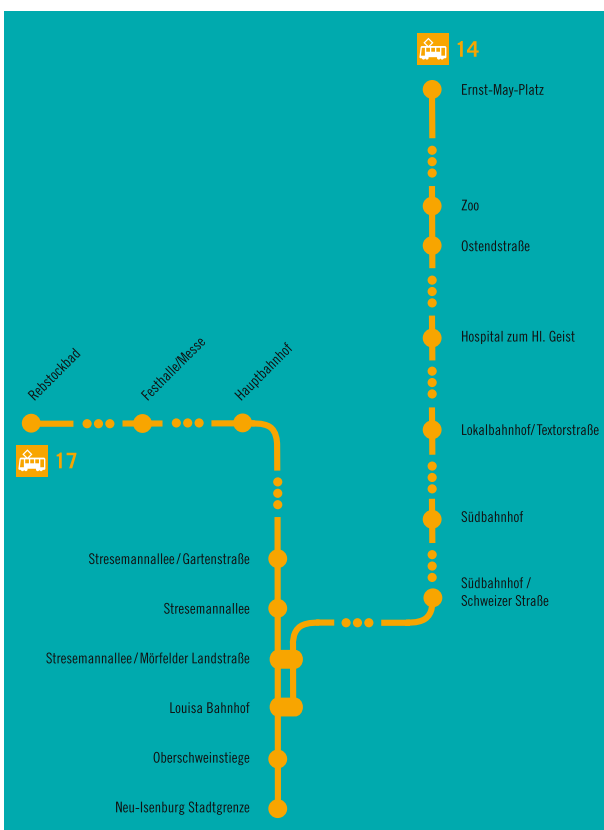 14
Ernst-May-Platz
Zoo
Ostendstraße
Hospital zum Hl. Geist
Rebstockbad
Festhalle/Messe
Hauptbahnhof
Lokalbahnhof/Textorstraße
17
Südbahnhof
Stresemannallee/Gartenstraße
Südbahnhof /
Schweizer Straße
Stresemannallee
Stresemannallee/Mörfelder Landstraße
Louisa Bahnhof
Oberschweinstiege
Neu-Isenburg Stadtgrenze